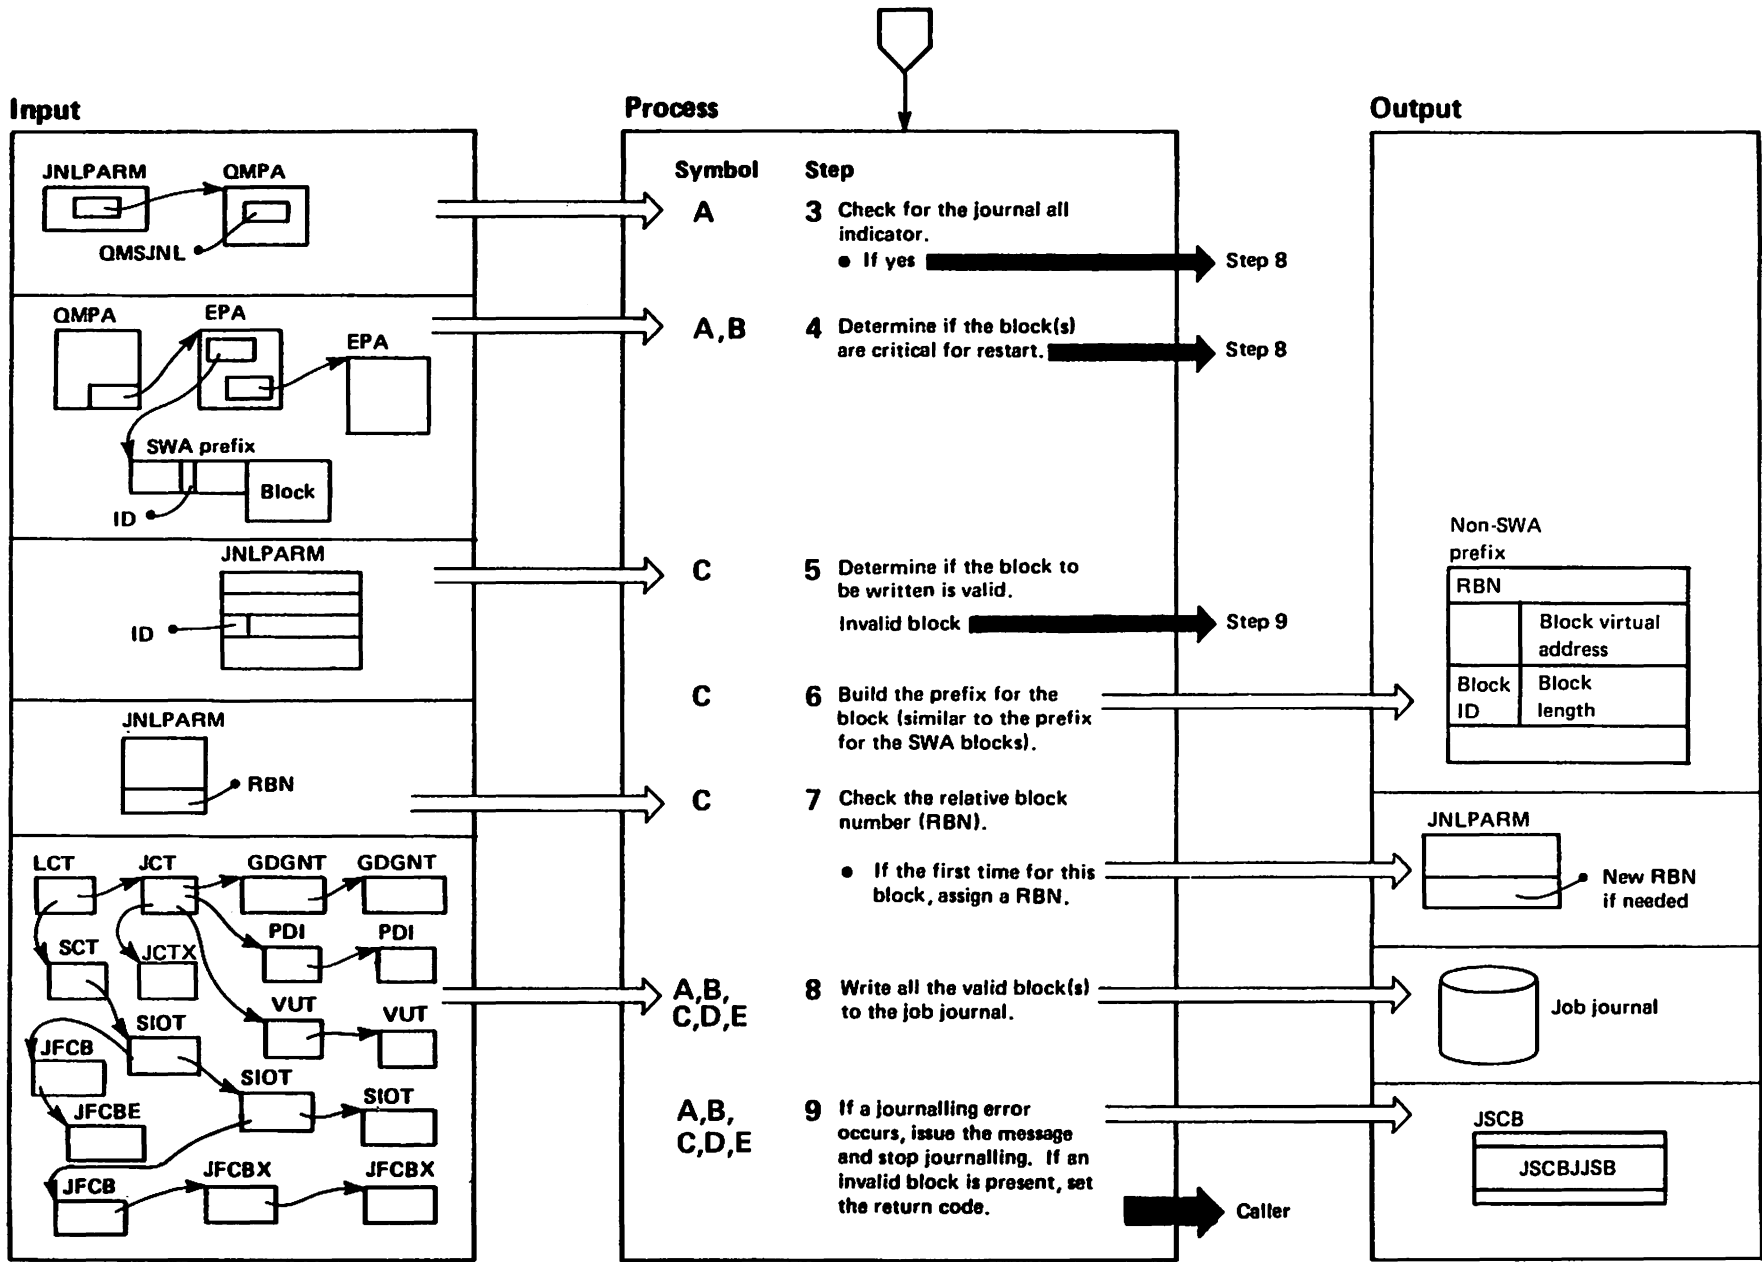 Input
JNLPARM
QMPA
QMSJNL
QMPA
EPA
EPA
SWA prefix
Block
ID
JNLPARM
ID
JNLPARM
RBN
LCT
JCT
GDGNT
GDGNT
SCT
JCTX
PDI
PDI
VUT
VUT
SIOT
JFCB
SIOT
SIOT
JFCBE
JFCB
JFCBX
JFCBX
Process
Symbol
Step
A
3 Check for the journal all
indicator.
• If yes
Step 8
A,B
4 Determine if the block(s)
are critical for restart.
Step 8
C
5 Determine if the block to
be written is valid.
Invalid block
Step 9
C
6 Build the prefix for the
block (similar to the prefix
for the SWA blocks).
C
7 Check the relative block
number (RBN).
• If the first time for this
block, assign a RBN.
A,B,
C,D,E
8 Write all the valid block(s)
to the job journal.
A,B,
C,D,E
9 If a journalling error
occurs, issue the message
and stop journalling. If an
invalid block is present, set
the return code.
Caller
Output
Non-SWA
prefix
RBN
Block virtual
address
Block
ID
Block
length
JNLPARM
New RBN
if needed
Job journal
JSCB
JSCBJJSB